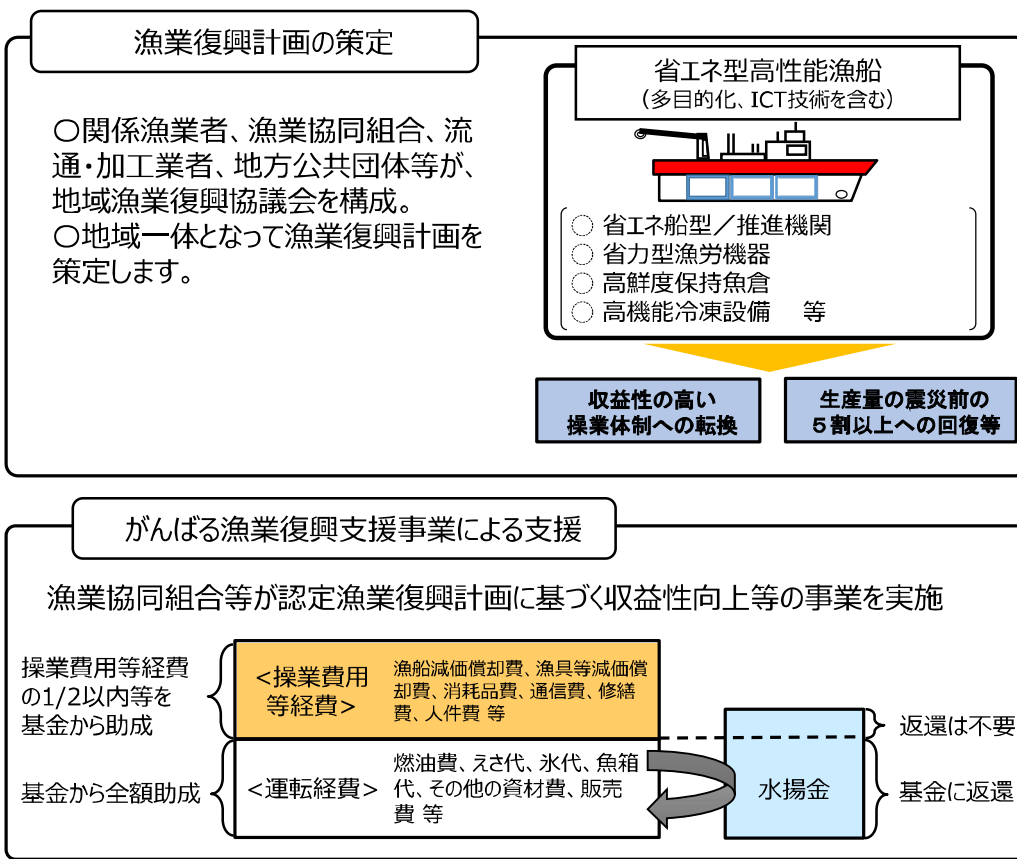 漁業復興計画の策定
〇関係漁業者、漁業協同組合、流
通・加工業者、地方公共団体等が、
地域漁業復興協議会を構成。
〇地域一体となって漁業復興計画を
策定します。
省エネ型高性能漁船
（多目的化、ICT技術を含む）
○ 省エネ船型／推進機関
○ 省力型漁労機器
○ 高鮮度保持魚倉
○ 高機能冷凍設備　等
収益性の高い
操業体制への転換
生産量の震災前の
５割以上への回復等
がんばる漁業復興支援事業による支援
漁業協同組合等が認定漁業復興計画に基づく収益性向上等の事業を実施
操業費用等経費
の1/2以内等を
基金から助成
<操業費用
等経費>
漁船減価償却費、漁具等減価償
却費、消耗品費、通信費、修繕
費、人件費 等
返還は不要
基金から全額助成
<運転経費>
燃油費、えさ代、氷代、魚箱
代、その他の資材費、販売
費 等
水揚金
基金に返還